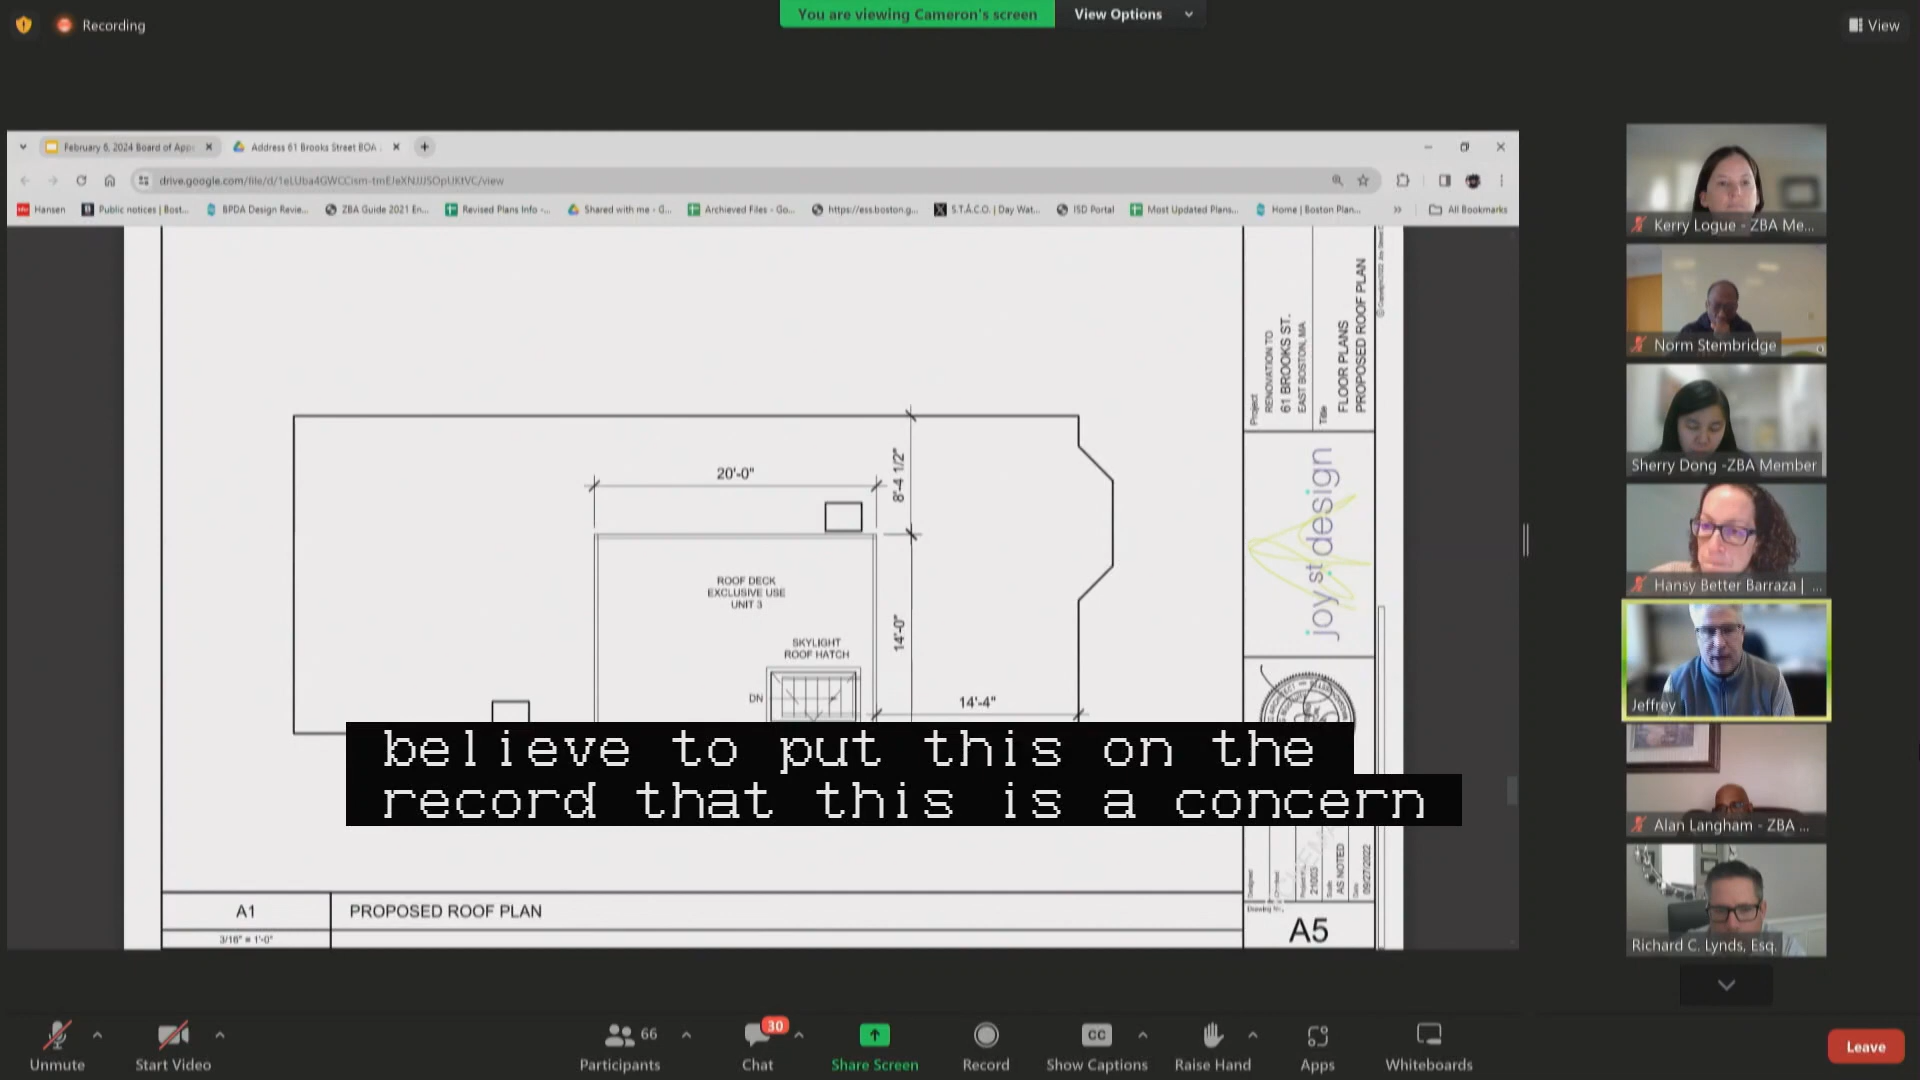 Recording
You are viewing Cameron's screen
View Options
View
February 6, 2024 Board of App
Address 61 Brooks Street BOA
Hansen
Public notices | Bost...
BPDA Design Revie...
ZBA Guide 2021 En...
Revised Plans Info -...
Shared with me - G...
Archieved Files - Go...
https://ess.boston.g...
S.T.A.C.O. | Day Wat...
ISD Portal
Most Updated Plans...
Home | Boston Plan...
All Bookmarks
20'-0"
8'-4 1/2"
ROOF DECK
EXCLUSIVE USE
UNIT 3
SKYLIGHT
ROOF HATCH
DN
14'-0"
14'-4"
Project
RENOVATION TO
61 BROOKS ST.
EAST BOSTON, MA
Title
FLOOR PLANS
PROPOSED ROOF PLAN
joy st design
believe to put this on the
record that this is a concern
21003
AS NOTED
09/27/2022
A1
PROPOSED ROOF PLAN
3/16" = 1'-0"
A5
Kerry Logue - ZBA Me...
Norm Stembridge
Sherry Dong -ZBA Member
Hansy Better Barraza | ...
Jeffrey
Alan Langham - ZBA ...
Richard C. Lynds, Esq.
Unmute
Start Video
66
Participants
30
Chat
Share Screen
Record
CC
Show Captions
Raise Hand
Apps
Whiteboards
Leave